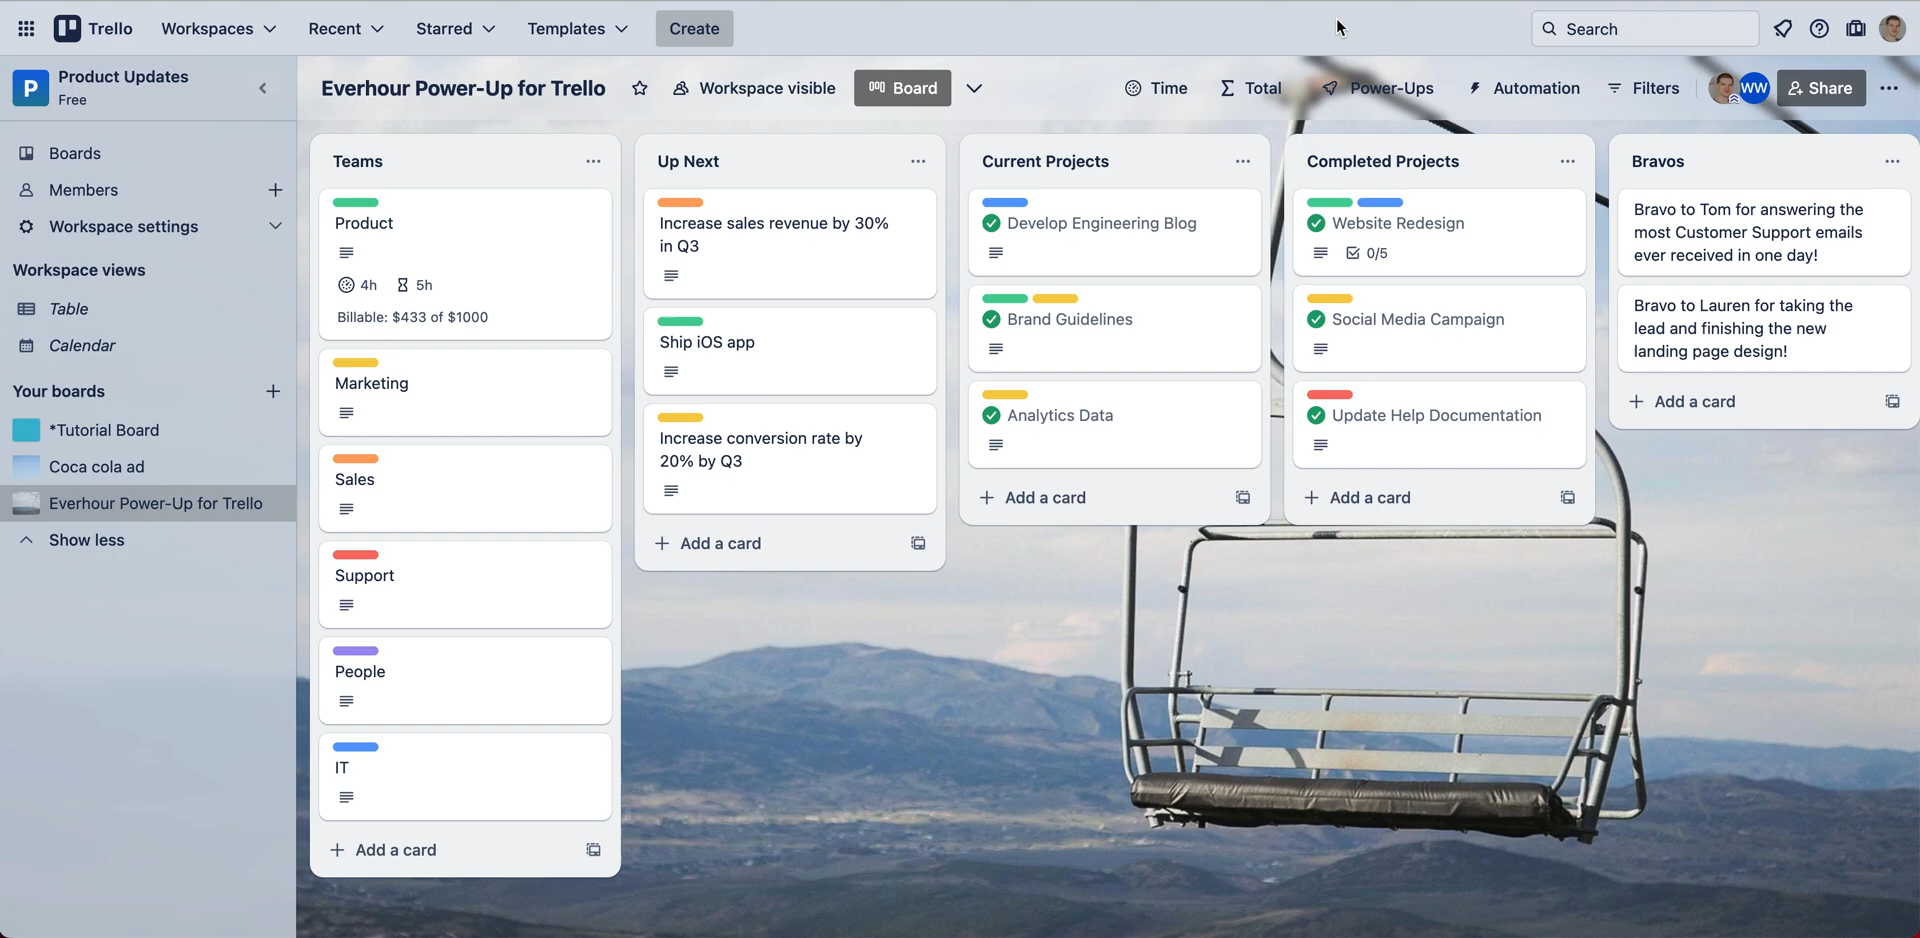 Trello
Workspaces
Recent
Starred
Templates
Create
Search
P
Product Updates
Free
Boards
Members
Workspace settings
Workspace views
Table
Calendar
Your boards
*Tutorial Board
Coca cola ad
Everhour Power-Up for Trello
Show less
Everhour Power-Up for Trello
Workspace visible
Board
Time
Total
Power-Ups
Automation
Filters
WW
Share
Teams
Product
4h
5h
Billable: $433 of $1000
Marketing
Sales
Support
People
IT
Add a card
Up Next
Increase sales revenue by 30%
in Q3
Ship iOS app
Increase conversion rate by
20% by Q3
Add a card
Current Projects
Develop Engineering Blog
Brand Guidelines
Analytics Data
Add a card
Completed Projects
Website Redesign
0/5
Social Media Campaign
Update Help Documentation
Add a card
Bravos
Bravo to Tom for answering the
most Customer Support emails
ever received in one day!
Bravo to Lauren for taking the
lead and finishing the new
landing page design!
Add a card